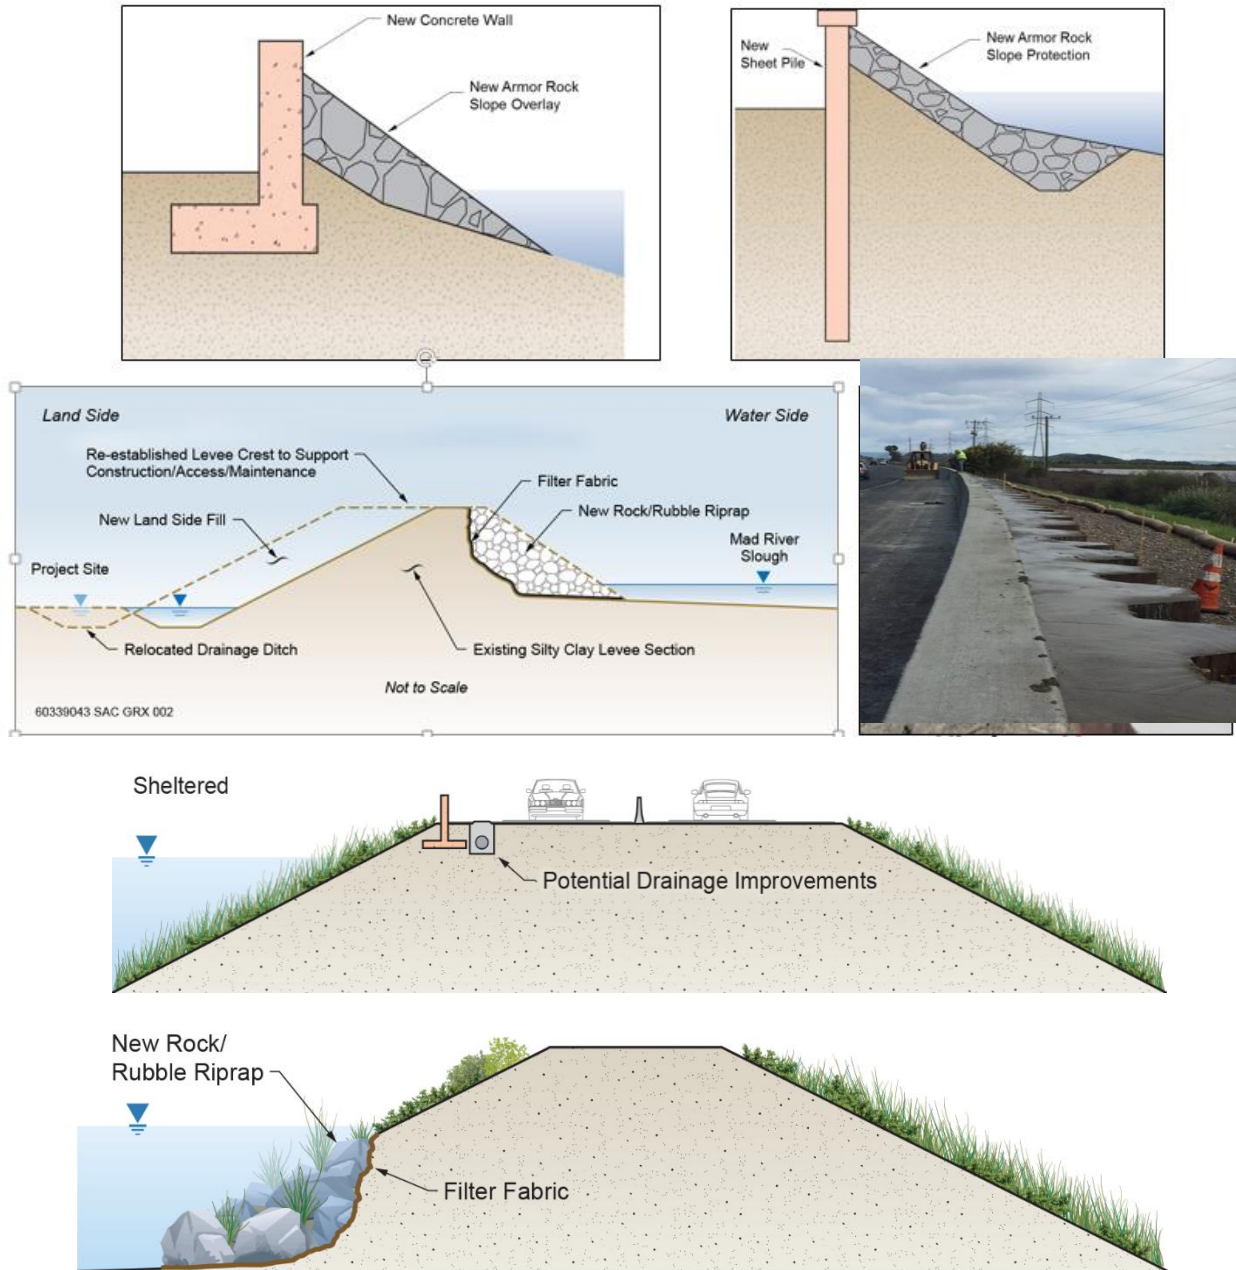 New Concrete Wall
New Armor Rock
Slope Overlay
New
Sheet Pile
New Armor Rock
Slope Protection
Land Side
Water Side
Re-established Levee Crest to Support
Construction/Access/Maintenance
Filter Fabric
New Land Side Fill
New Rock/Rubble Riprap
Mad River
Slough
Project Site
Relocated Drainage Ditch
Existing Silty Clay Levee Section
Not to Scale
60339043 SAC GRX 002
Sheltered
Potential Drainage Improvements
New Rock/
Rubble Riprap
Filter Fabric